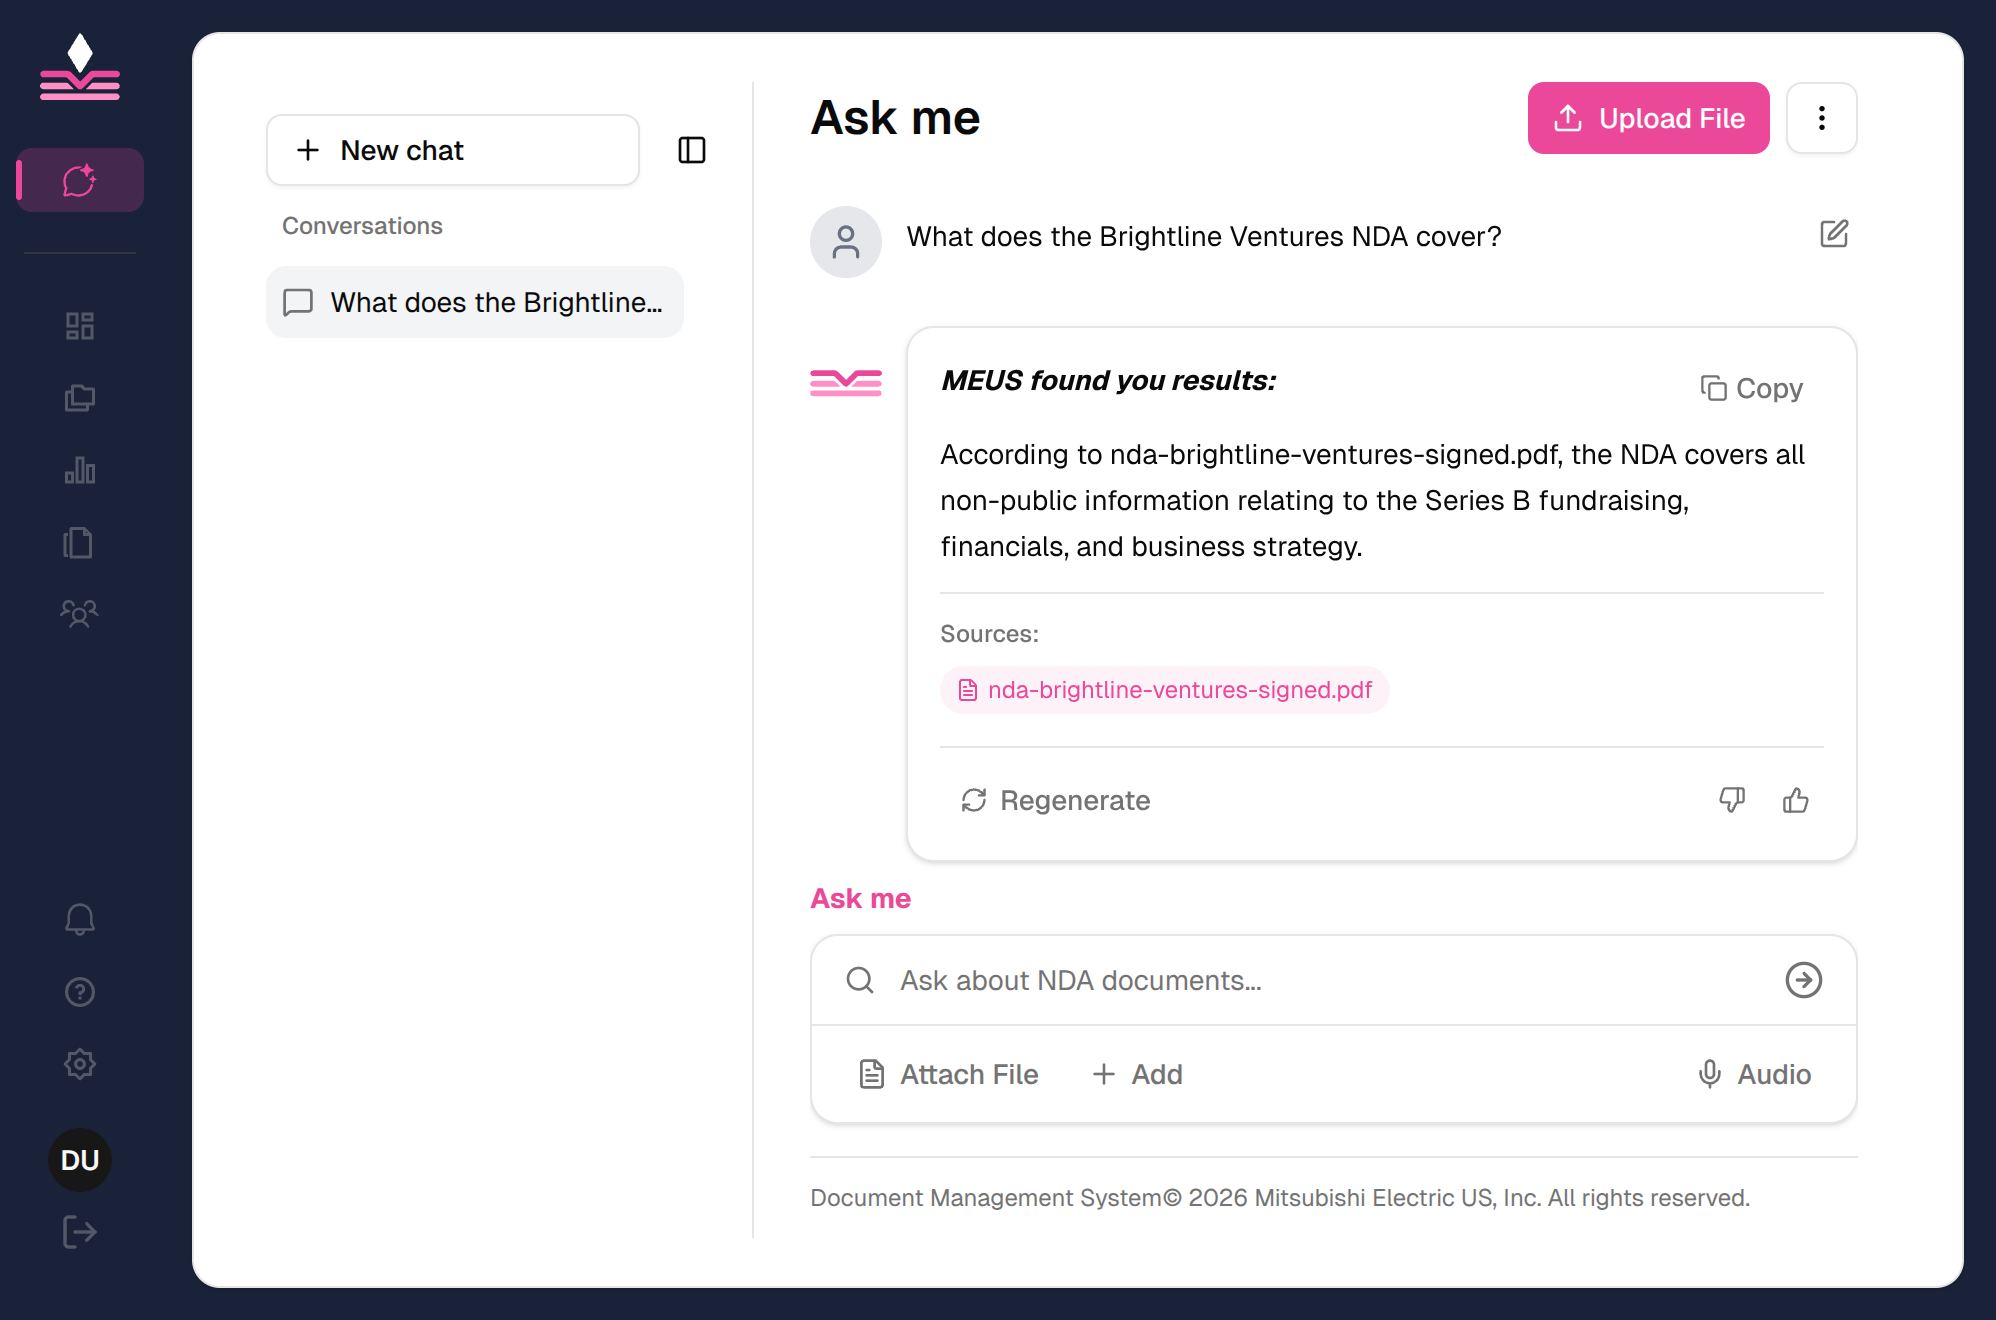 New chat
Conversations
What does the Brightline...
DU
Ask me
Upload File
What does the Brightline Ventures NDA cover?
MEUS found you results:
Copy
According to nda-brightline-ventures-signed.pdf, the NDA covers all
non-public information relating to the Series B fundraising,
financials, and business strategy.
Sources:
nda-brightline-ventures-signed.pdf
Regenerate
Ask me
Ask about NDA documents...
Attach File
Add
Audio
Document Management System© 2026 Mitsubishi Electric US, Inc. All rights reserved.